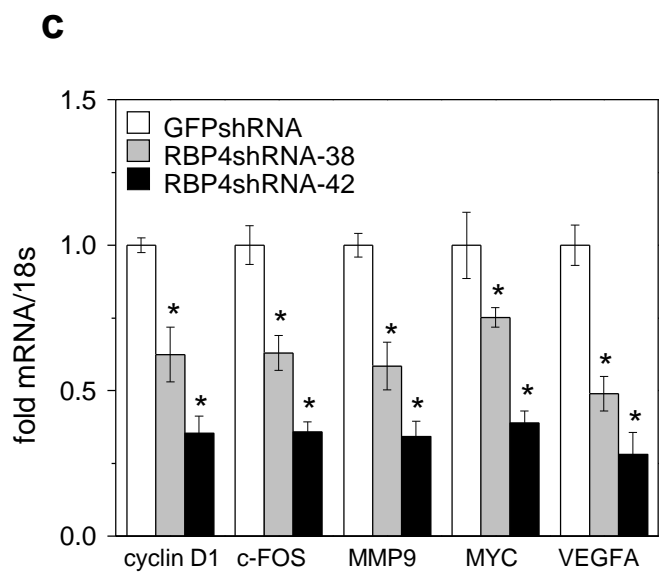 c
1.5
GFPshRNA
RBP4shRNA-38
RBP4shRNA-42
1.0
* * * * * * * * * *
0.5
0.0
fold mRNA/18s
cyclin D1 c-FOS MMP9 MYC VEGFA